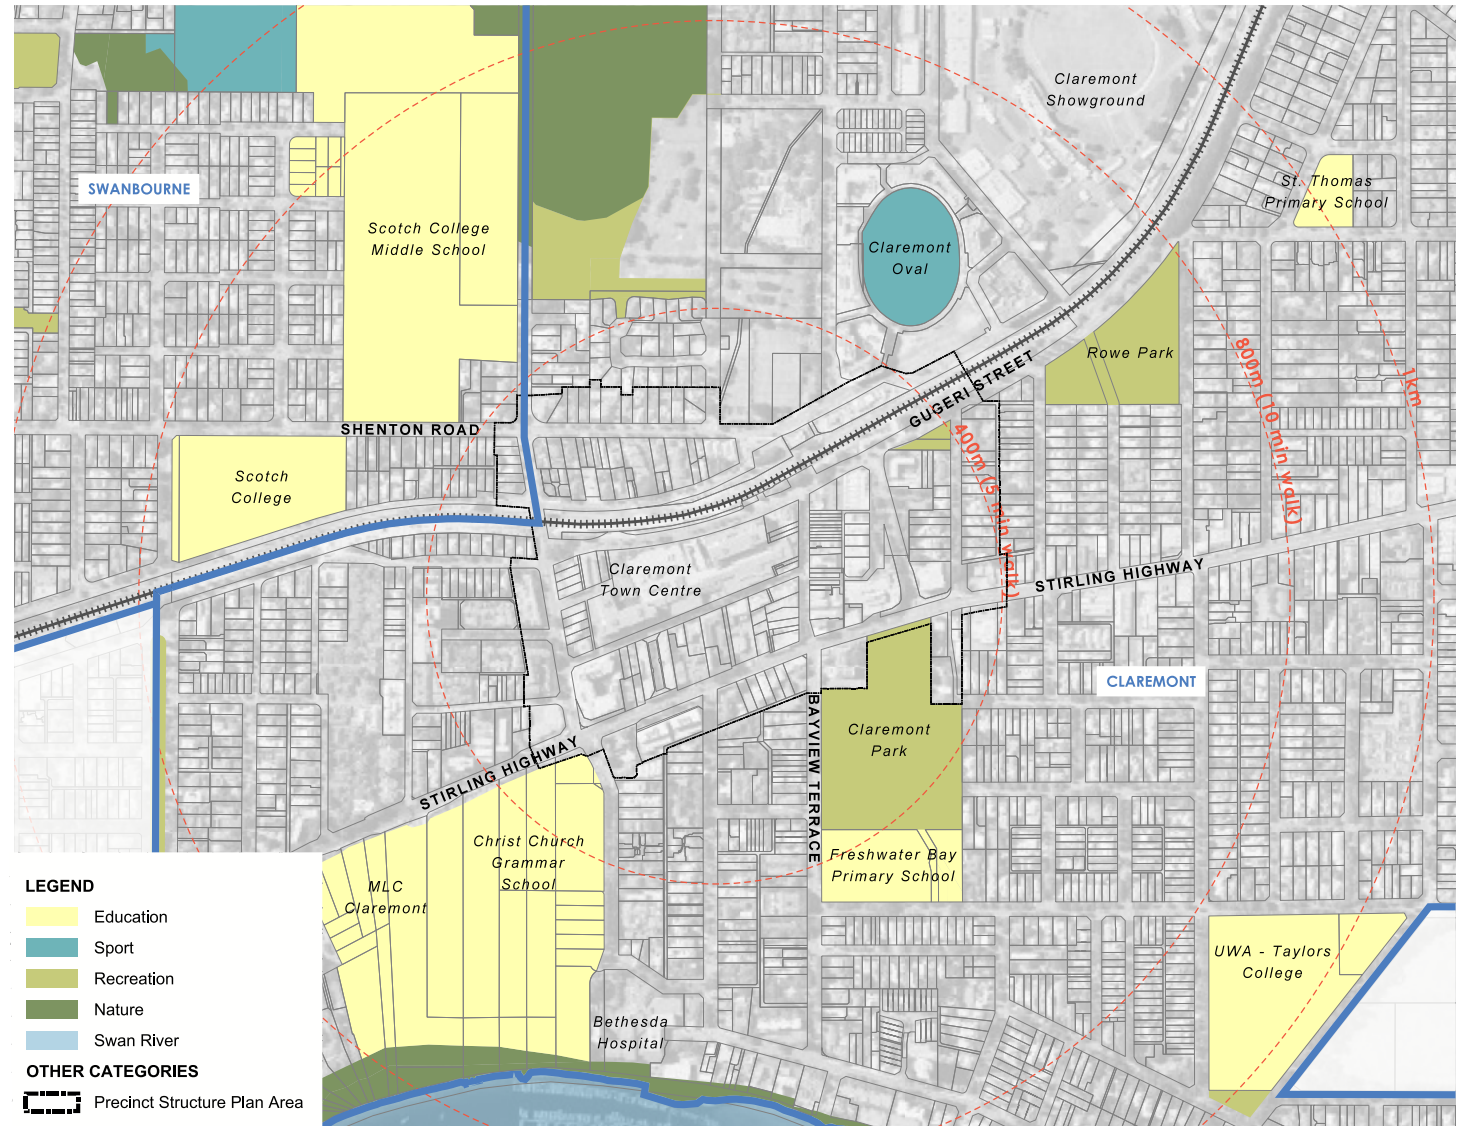 Claremont
Showground
St. Thomas
Primary School
SWANBOURNE
Scotch College
Middle School
Claremont
Oval
Rowe Park
800m (10 min walk)
1km
GUGERI STREET
SHENTON ROAD
400m (5 min walk)
Scotch
College
Claremont
Town Centre
STIRLING HIGHWAY
CLAREMONT
BAYVIEW TERRACE
Claremont
Park
STIRLING HIGHWAY
Christ Church
Grammar
School
MLC
Claremont
Freshwater Bay
Primary School
UWA - Taylors
College
Bethesda
Hospital
LEGEND
Education
Sport
Recreation
Nature
Swan River
OTHER CATEGORIES
Precinct Structure Plan Area